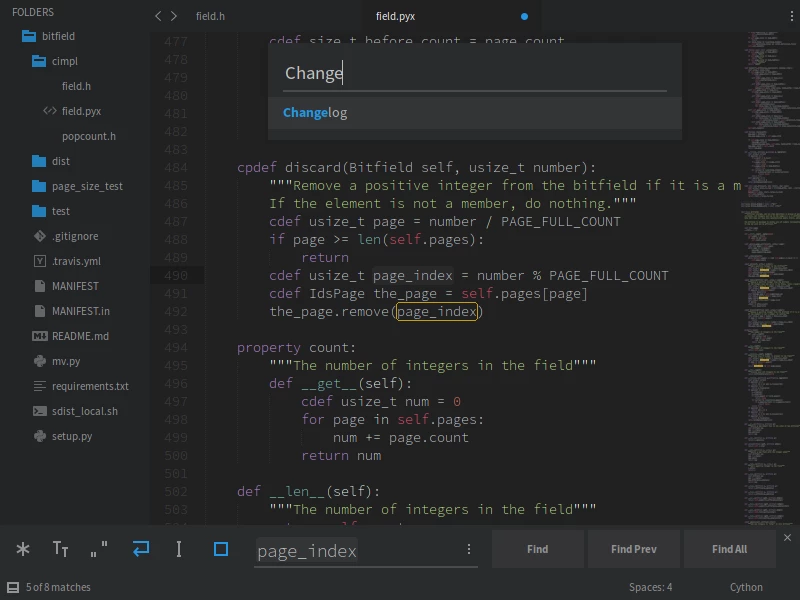 FOLDERS
bitfield
cimpl
field.h
field.pyx
popcount.h
dist
page_size_test
test
.gitignore
.travis.yml
MANIFEST
MANIFEST.in
README.md
mv.py
requirements.txt
sdist_local.sh
setup.py
field.h
field.pyx
Change
Changelog
477 cdef size_t before_count = page.count
478
479
480
481
482
483
484 cpdef discard(Bitfield self, usize_t number):
485 """Remove a positive integer from the bitfield if it is a m
486 If the element is not a member, do nothing."""
487 cdef usize_t page = number / PAGE_FULL_COUNT
488 if page >= len(self.pages):
489 return
490 cdef usize_t page_index = number % PAGE_FULL_COUNT
491 cdef IdsPage the_page = self.pages[page]
492 the_page.remove(page_index)
493
494 property count:
495 """The number of integers in the field"""
496 def __get__(self):
497 cdef usize_t num = 0
498 for page in self.pages:
499 num += page.count
500 return num
501
502 def __len__(self):
503 """The number of integers in the field"""
page_index
Find
Find Prev
Find All
5 of 8 matches
Spaces: 4
Cython